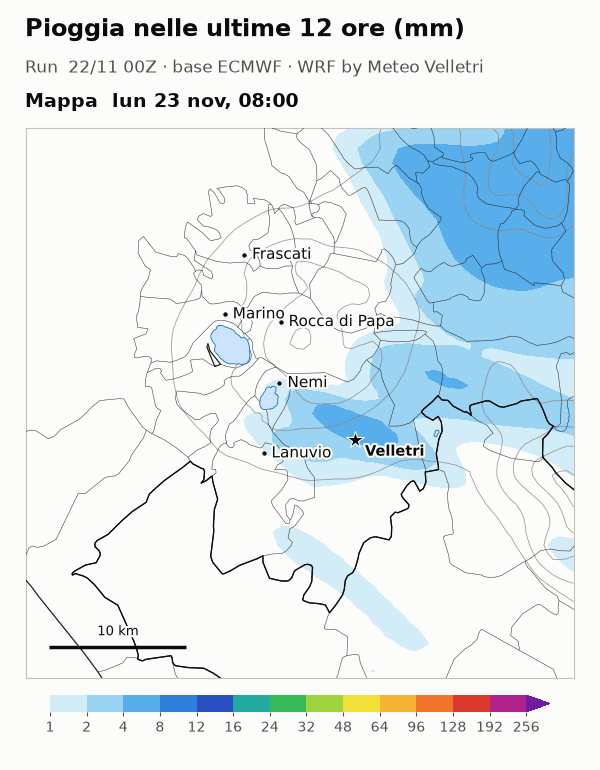 Pioggia nelle ultime 12 ore (mm)
Run  22/11 00Z · base ECMWF · WRF by Meteo Velletri
Mappa  lun 23 nov, 08:00
Frascati
Marino
Rocca di Papa
Nemi
Velletri
Lanuvio
10 km
1 2 4 8 12 16 24 32 42 48 64 96 128 192 256